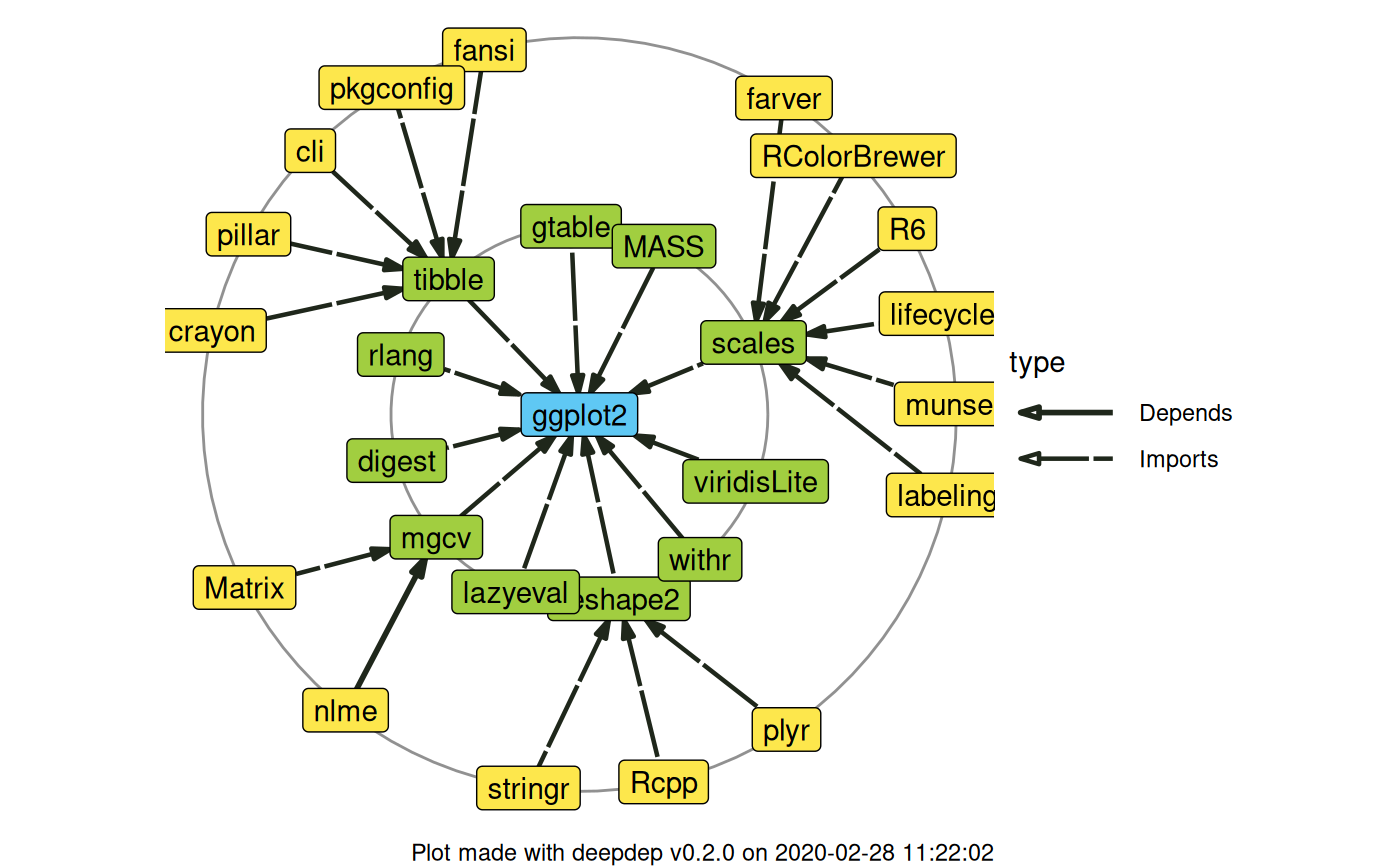 fansi
pkgconfig
farver
cli
RColorBrewer
pillar
gtable
MASS
R6
tibble
crayon
lifecycle
rlang
scales
type
ggplot2
munse
Depends
digest
viridisLite
Imports
labeling
mgcv
withr
Matrix
lazyeval
eshape2
nlme
plyr
stringr
Rcpp
Plot made with deepdep v0.2.0 on 2020-02-28 11:22:02